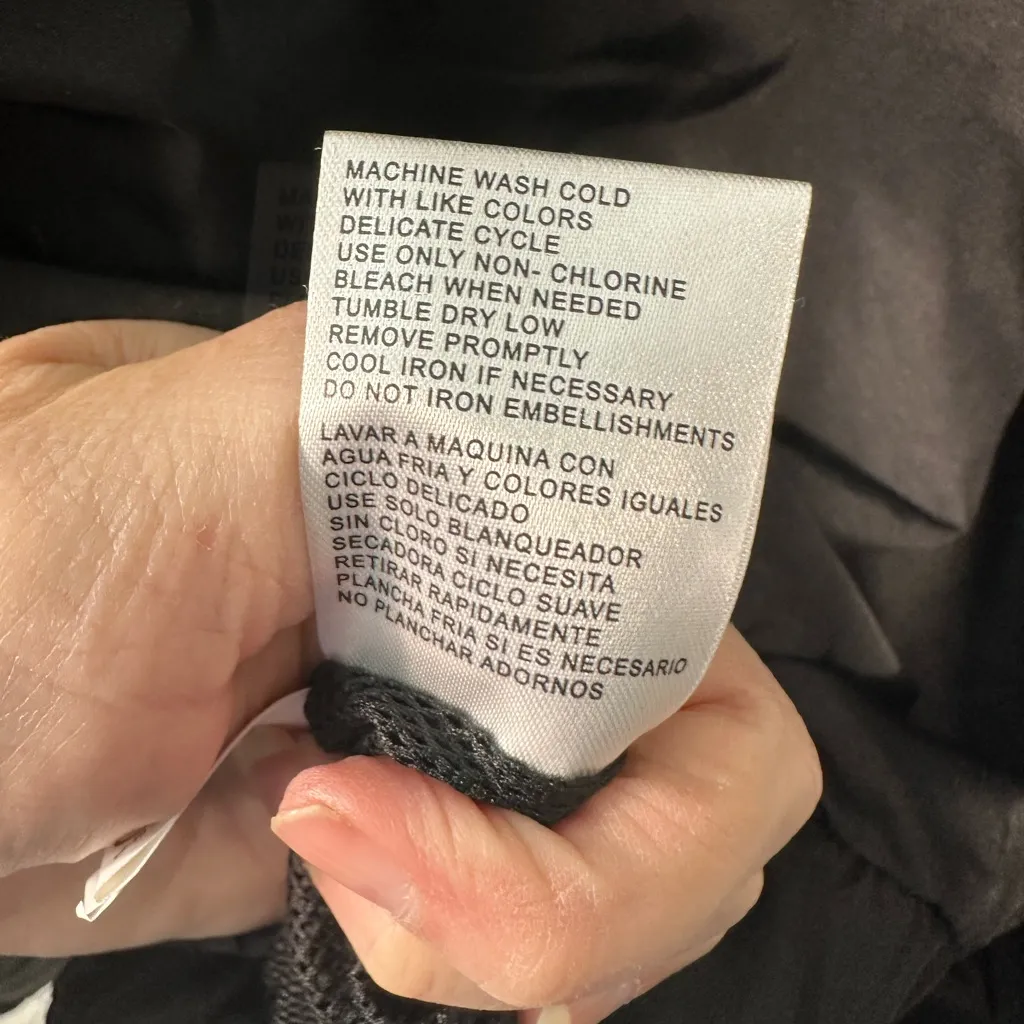 MACHINE WASH COLD
WITH LIKE COLORS
DELICATE CYCLE
USE ONLY NON- CHLORINE
BLEACH WHEN NEEDED
TUMBLE DRY LOW
REMOVE PROMPTLY
COOL IRON IF NECESSARY
DO NOT IRON EMBELLISHMENTS
LAVAR A MAQUINA CON
AGUA FRIA Y COLORES IGUALES
CICLO DELICADO
USE SOLO BLANQUEADOR
SIN CLORO SI NECESITA
SECADORA CICLO SUAVE
RETIRAR RAPIDAMENTE
PLANCHA FRIA SI ES NECESARIO
NO PLANCHAR ADORNOS